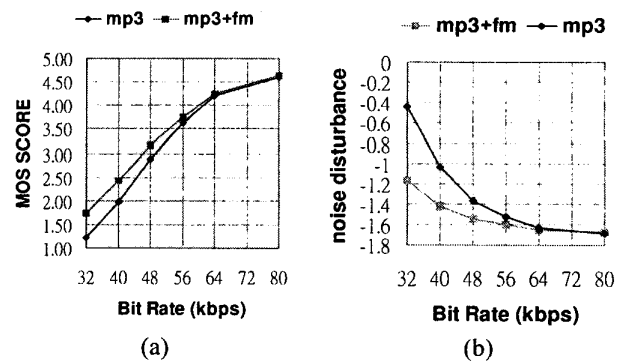 mp3 mp3+fm
MOS SCORE
5.00
4.50
4.00
3.50
3.00
2.50
2.00
1.50
1.00
32 40 48 56 64 72 80
Bit Rate (kbps)
(a)
mp3+fm mp3
noise disturbance
0
-0.2
-0.4
-0.6
-0.8
-1
-1.2
-1.4
-1.6
-1.8
32 40 48 56 64 72 80
Bit Rate (kbps)
(b)